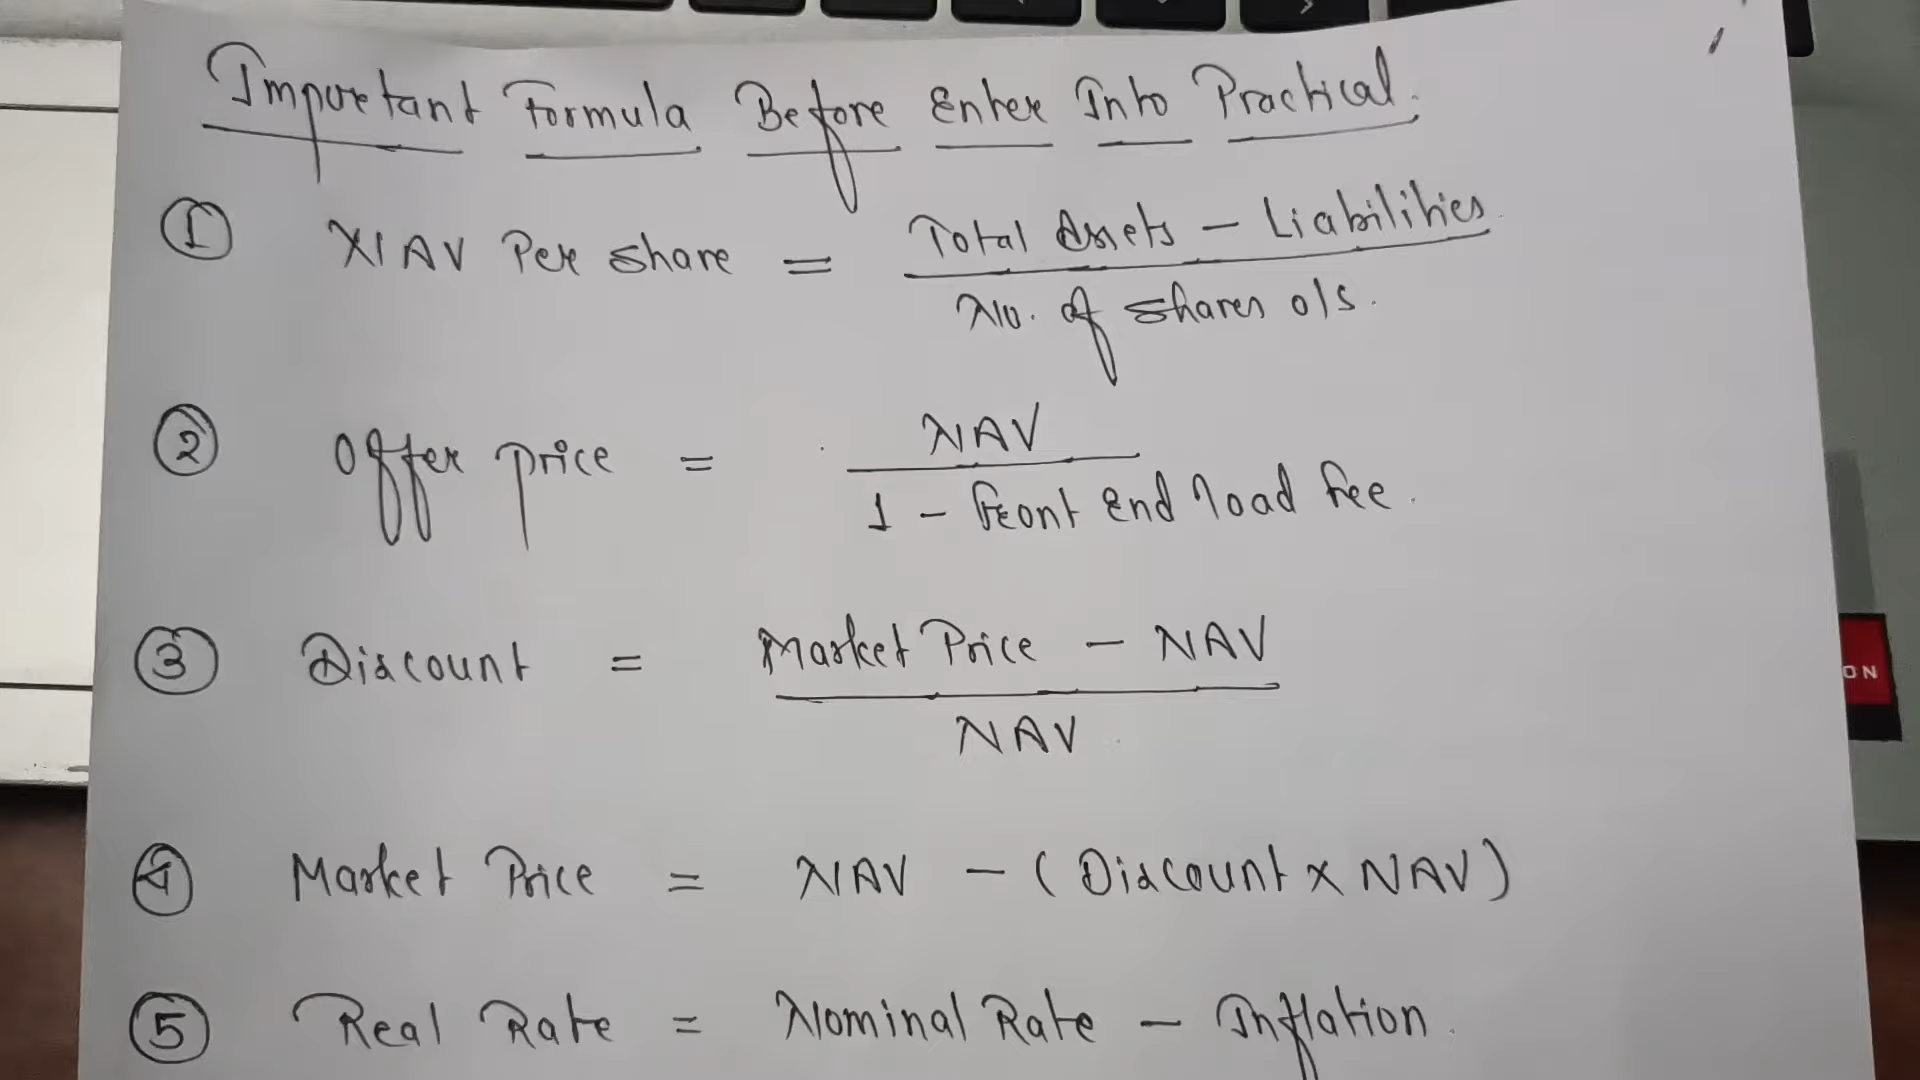 Important Formula Before Enter Into Practical.
① NAV Per share = Total Assets - Liabilities
No. of shares o/s.
② Offer price = NAV
1 - Front End load fee.
③ Discount = Market Price - NAV
NAV
④ Market Price = NAV - (Discount x NAV)
⑤ Real Rate = Nominal Rate - Inflation.
ON